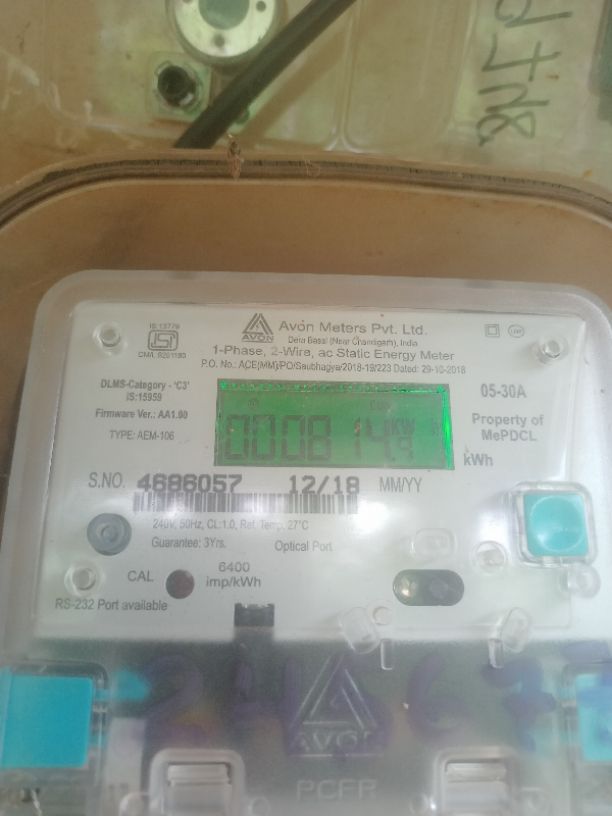 IS:13779
ISI
CM/L 9261193
AVON
Avon Meters Pvt. Ltd.
Dera Bassi (Near Chandigarh), India
1-Phase, 2-Wire, ac Static Energy Meter
P.O. No.: ACE(MM)/PO/Saubhagya/2018-19/223 Dated: 29-10-2018
DLMS-Category - 'C3'
IS:15959
Firmware Ver.: AA1.00
TYPE: AEM-106
000814.9
KW
05-30A
Property of
MePDCL
kWh
S.NO. 4686057 12/18 MM/YY
240V, 50Hz, CL:1.0, Ref. Temp. 27°C
Guarantee: 3Yrs. Optical Port
CAL 6400
imp/kWh
RS-232 Port available
AVON